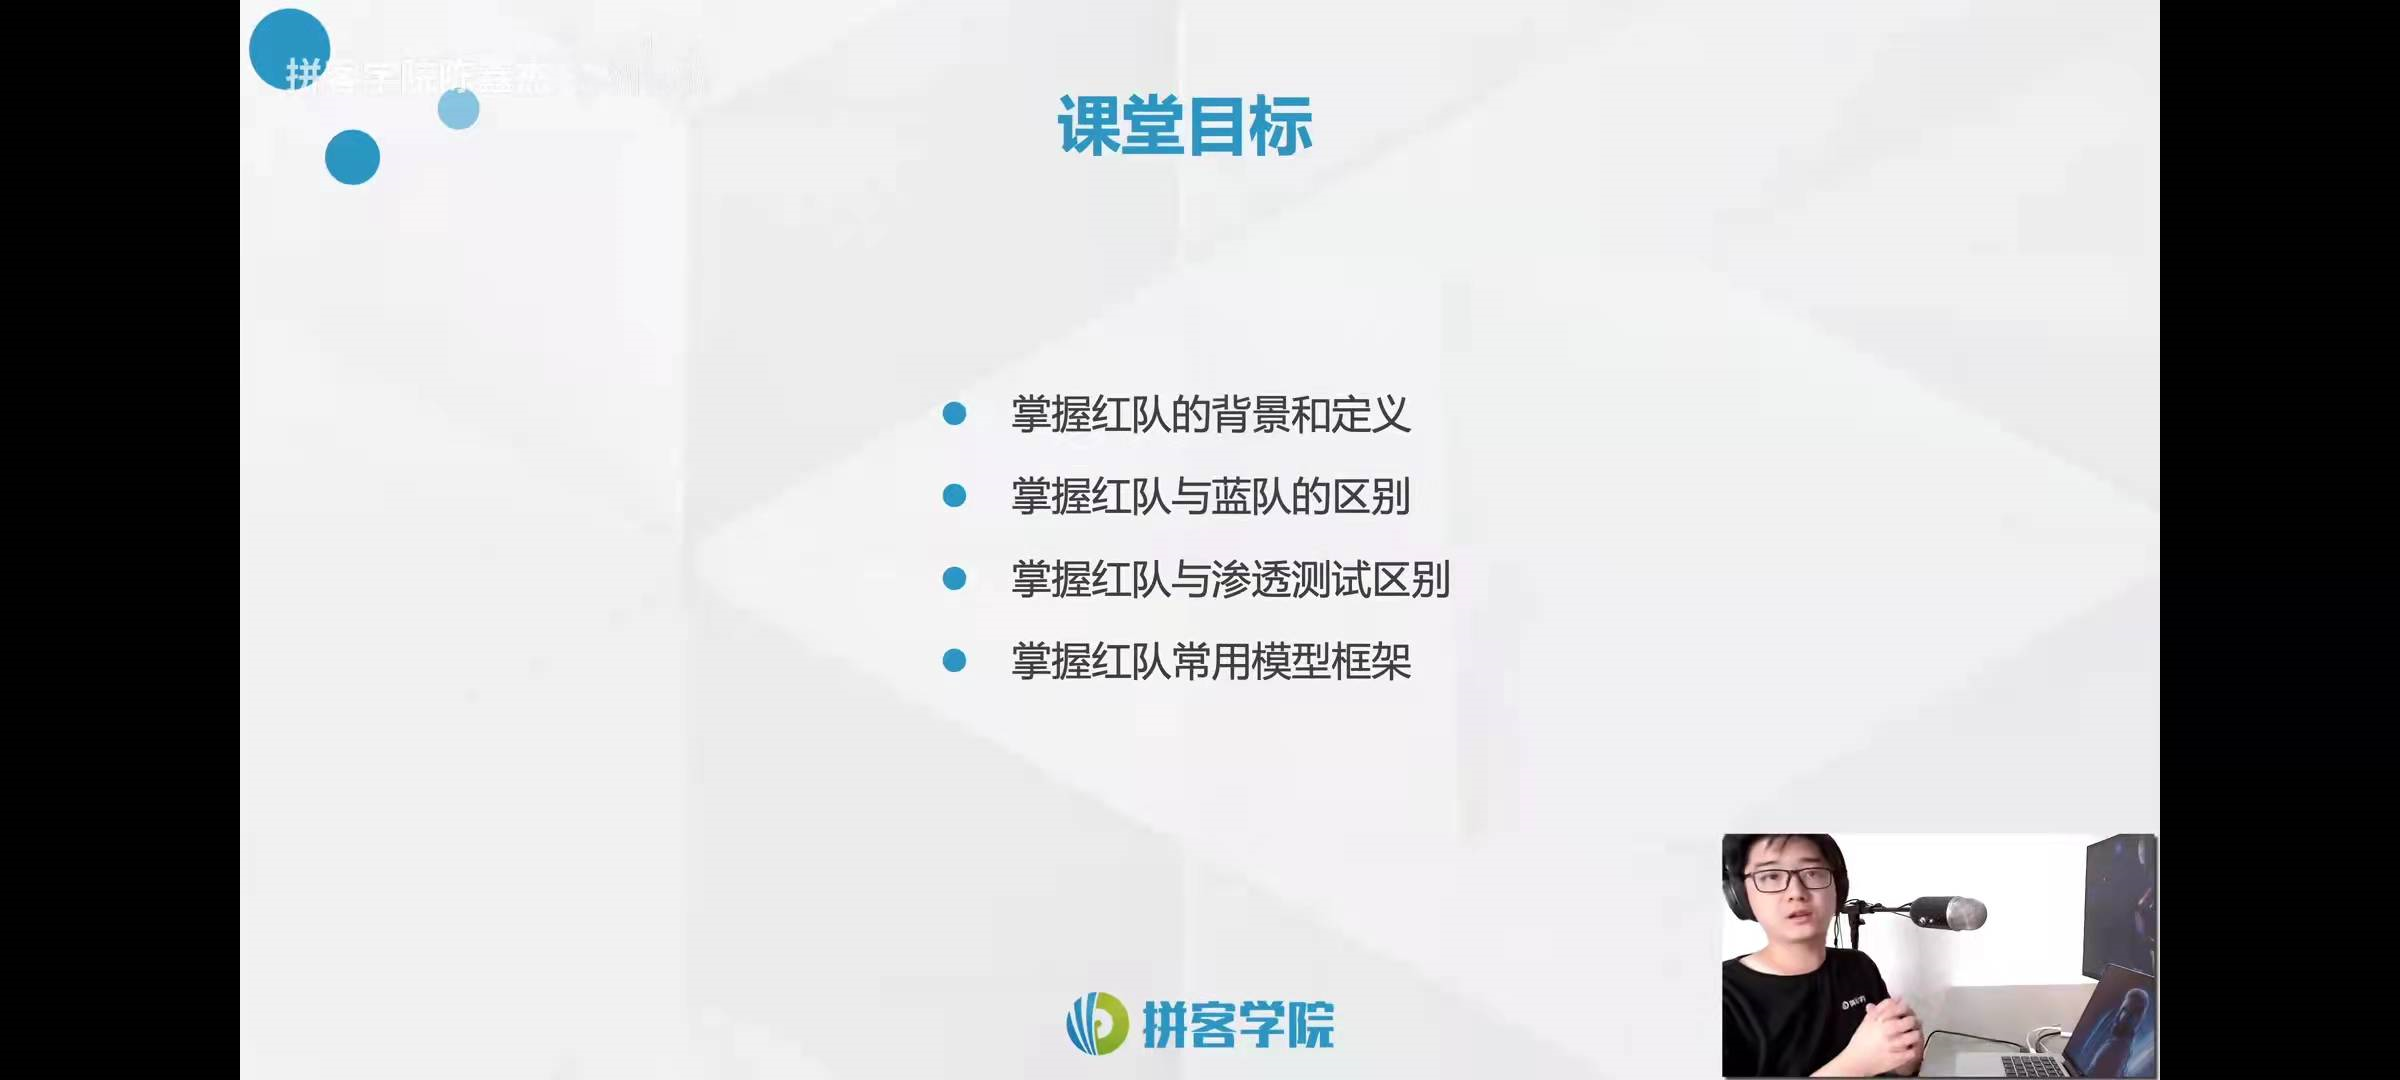 拼客学院陈鑫杰
课堂目标
掌握红队的背景和定义
掌握红队与蓝队的区别
掌握红队与渗透测试区别
掌握红队常用模型框架
拼客学院